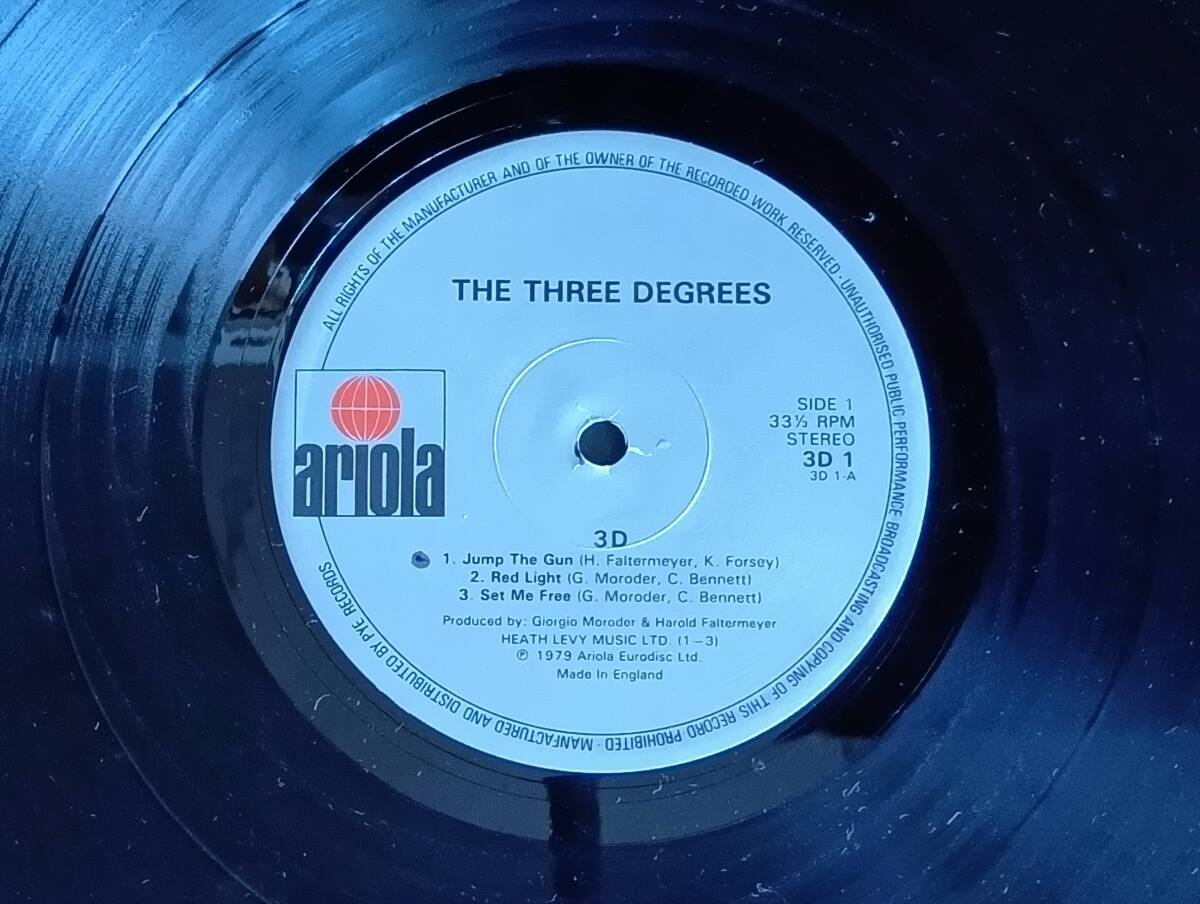 ALL RIGHTS OF THE MANUFACTURER AND OF THE OWNER OF THE RECORDED WORK RESERVED · UNAUTHORISED PUBLIC PERFORMANCE BROADCASTING AND COPYING OF THIS RECORD PROHIBITED · MANFACTURED AND DISTRIBUTED BY PYE RECORDS
THE THREE DEGREES
ariola
SIDE 1
33⅓ RPM
STEREO
3D 1
3D 1-A
3D
1. Jump The Gun (H. Faltermeyer, K. Forsey)
2. Red Light (G. Moroder, C. Bennett)
3. Set Me Free (G. Moroder, C. Bennett)
Produced by: Giorgio Moroder & Harold Faltermeyer
HEATH LEVY MUSIC LTD. (1–3)
℗ 1979 Ariola Eurodisc Ltd.
Made In England